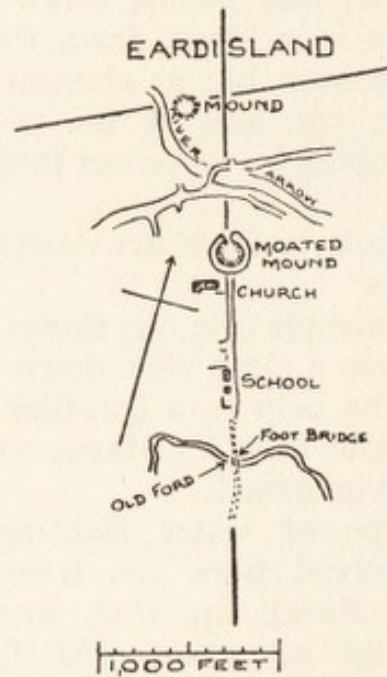 EARDISLAND
MOUND
RIVER
ARROW
MOATED
MOUND
CHURCH
SCHOOL
FOOT BRIDGE
OLD FORD
1,000 FEET